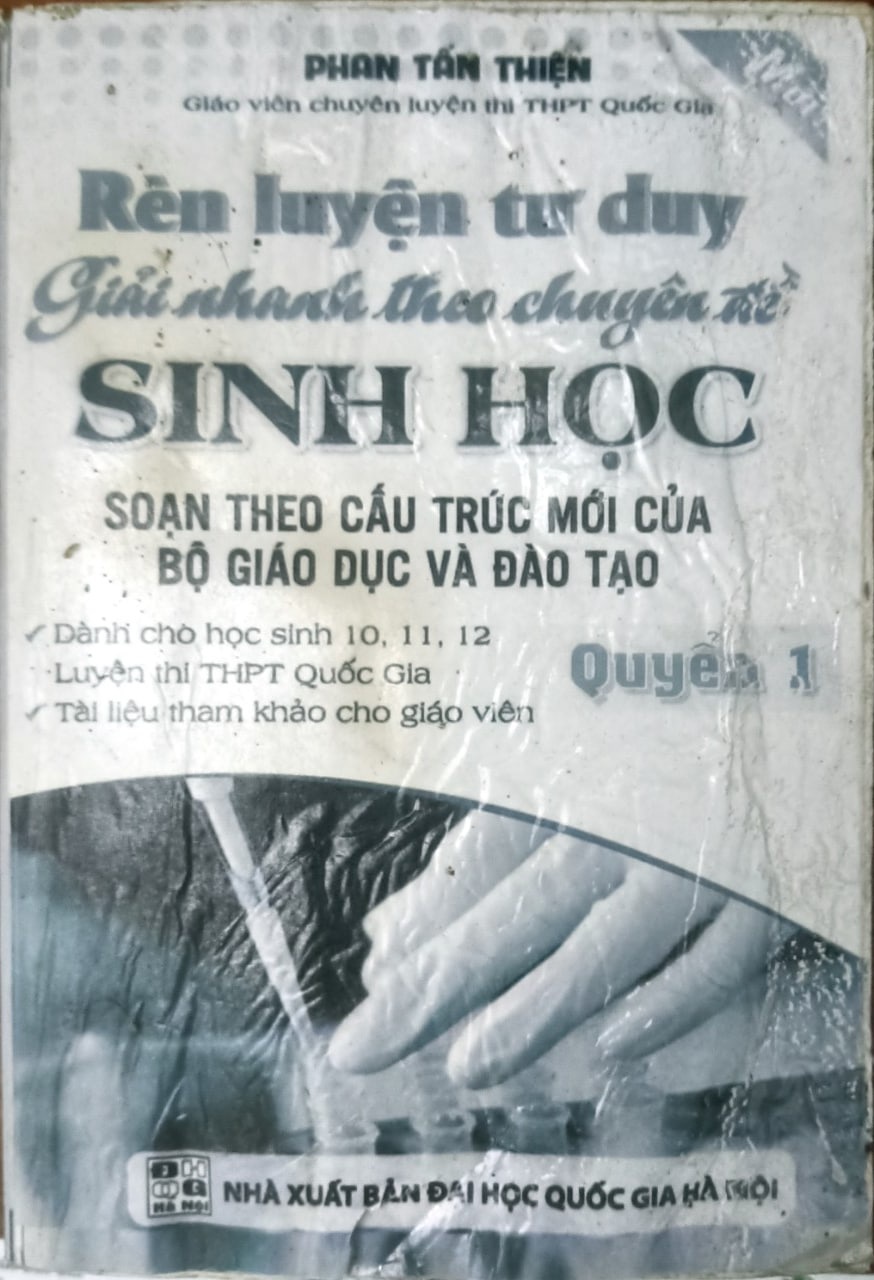 PHAN TẤN THIỆN
Giáo viên chuyên luyện thi THPT Quốc Gia
Mới
Rèn luyện tư duy
Giải nhanh theo chuyên đề
SINH HỌC
SOẠN THEO CẤU TRÚC MỚI CỦA
BỘ GIÁO DỤC VÀ ĐÀO TẠO
✓ Dành cho học sinh 10, 11, 12
Luyện thi THPT Quốc Gia
✓ Tài liệu tham khảo cho giáo viên
Quyển 1
ĐH
QG
HÀ NỘI
NHÀ XUẤT BẢN ĐẠI HỌC QUỐC GIA HÀ NỘI